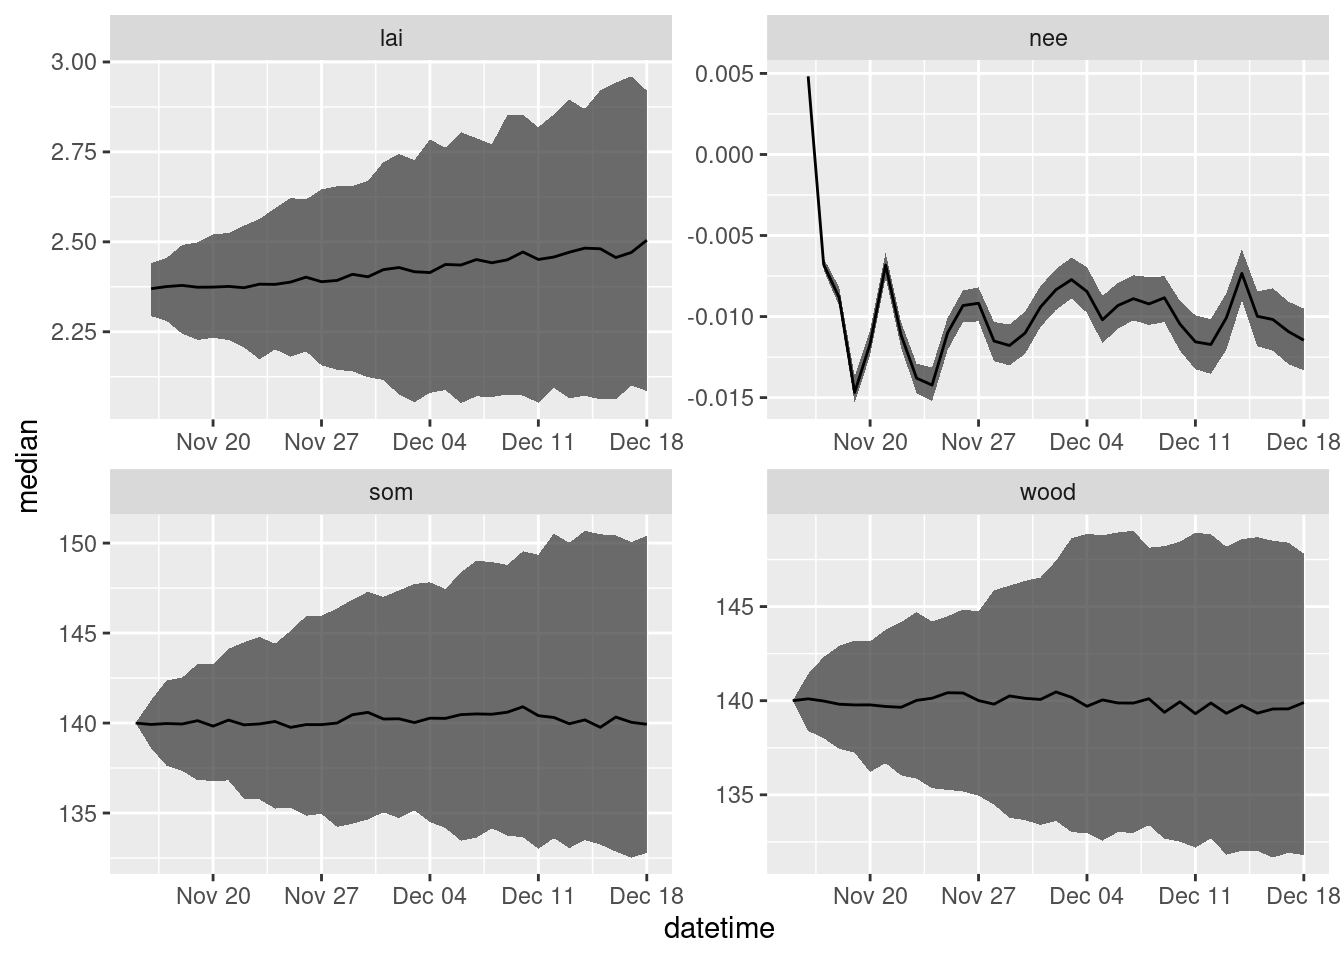 lai
nee
3.00
2.75
2.50
2.25
0.005
0.000
-0.005
-0.010
-0.015
Nov 20 Nov 27 Dec 04 Dec 11 Dec 18
Nov 20 Nov 27 Dec 04 Dec 11 Dec 18
median
som
wood
150
145
140
135
145
140
135
Nov 20 Nov 27 Dec 04 Dec 11 Dec 18
Nov 20 Nov 27 Dec 04 Dec 11 Dec 18
datetime